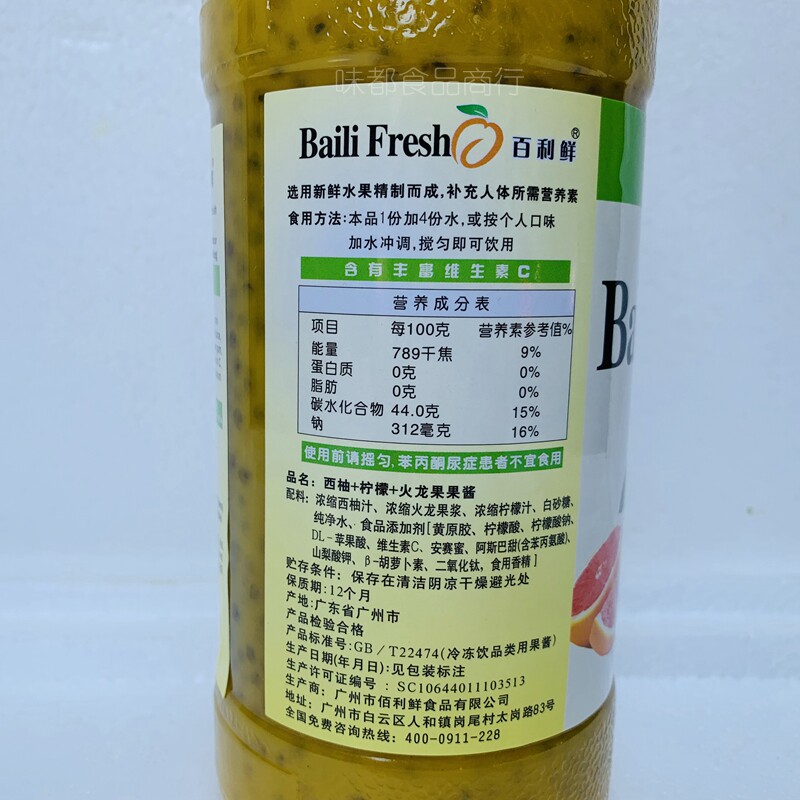 味都食品商行
Baili Fresh 百利鲜®
选用新鲜水果精制而成,补充人体所需营养素
食用方法:本品1份加4份水,或按个人口味
加水冲调,搅匀即可饮用
含有丰富维生素C
营养成分表
项目 每100克 营养素参考值%
能量 789千焦 9%
蛋白质 0克 0%
脂肪 0克 0%
碳水化合物 44.0克 15%
钠 312毫克 16%
使用前请摇匀,苯丙酮尿症患者不宜食用
品名：西柚+柠檬+火龙果果酱
配料：浓缩西柚汁、浓缩火龙果浆、浓缩柠檬汁、白砂糖、
纯净水、食品添加剂[黄原胶、柠檬酸、柠檬酸钠、
DL-苹果酸、维生素C、安赛蜜、阿斯巴甜(含苯丙氨酸)、
山梨酸钾、β-胡萝卜素、二氧化钛，食用香精]
贮存条件：保存在清洁阴凉干燥避光处
保质期:12个月
产地:广东省广州市
产品检验合格
产品标准号:GB/T22474(冷冻饮品类用果酱)
生产日期(年月日):见包装标注
生产许可证编号：SC10644011103513
生产商：广州市佰利鲜食品有限公司
地址：广州市白云区人和镇岗尾村太岗路83号
全国免费咨询热线：400-0911-228
Ba